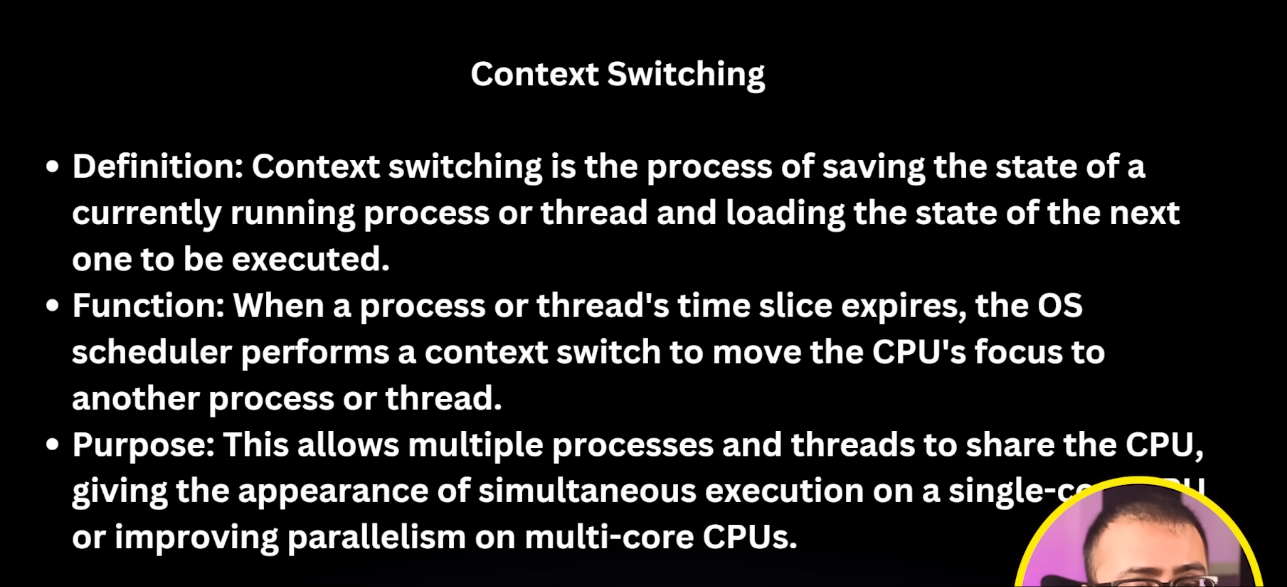 Context Switching
• Definition: Context switching is the process of saving the state of a
currently running process or thread and loading the state of the next
one to be executed.
• Function: When a process or thread's time slice expires, the OS
scheduler performs a context switch to move the CPU's focus to
another process or thread.
• Purpose: This allows multiple processes and threads to share the CPU,
giving the appearance of simultaneous execution on a
or improving parallelism on multi-core CPUs.